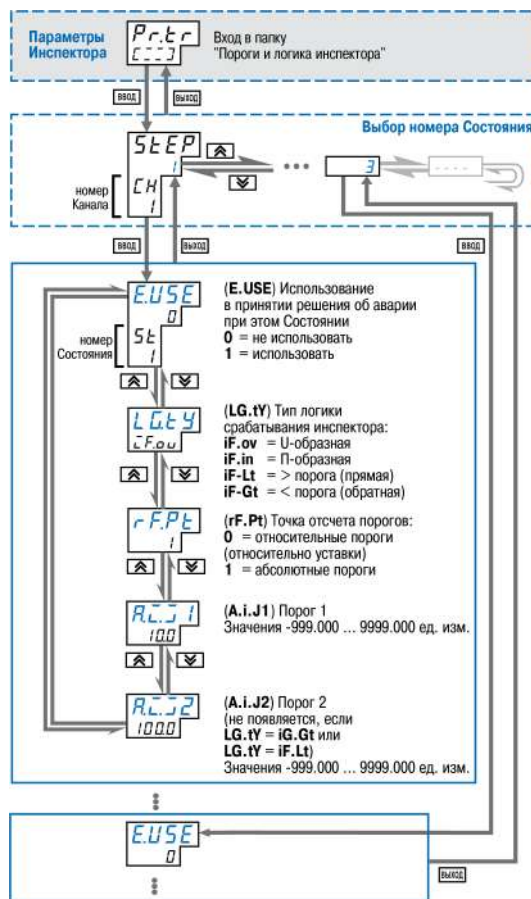 Параметры
Инспектора
Pr.tr
[---]
Вход в папку
"Пороги и логика инспектора"
ввод
выход
Выбор номера Состояния
StEP
1
номер
Канала
CH
1
•••
3
----
ввод
выход
ввод
E.USE
0
номер
Состояния
St
1
(E.USE) Использование
в принятии решения об аварии
при этом Состоянии
0 = не использовать
1 = использовать
LG.tY
iF.ov
(LG.tY) Тип логики
срабатывания инспектора:
iF.ov = U-образная
iF.in = П-образная
iF-Lt = > порога (прямая)
iF-Gt = < порога (обратная)
rF.Pt
1
(rF.Pt) Точка отсчета порогов:
0 = относительные пороги
(относительно уставки)
1 = абсолютные пороги
A.i.J1
10.0
(A.i.J1) Порог 1
Значения -999.000 ... 9999.000 ед. изм.
A.i.J2
100.0
(A.i.J2) Порог 2
(не появляется, если
LG.tY = iG.Gt или
LG.tY = iF.Lt)
Значения -999.000 ... 9999.000 ед. изм.
E.USE
0
выход